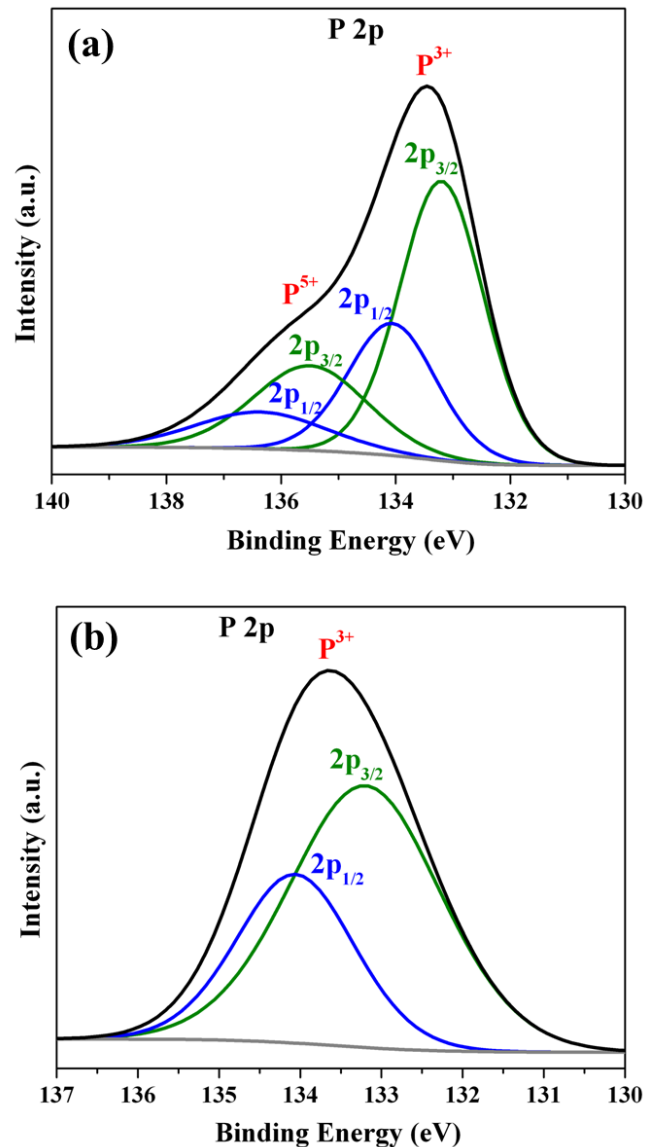 (a)
P 2p
P³⁺
2p₃/₂
P⁵⁺
2p₁/₂
2p₃/₂
2p₁/₂
Intensity (a.u.)
140 138 136 134 132 130
Binding Energy (eV)
(b)
P 2p
P³⁺
2p₃/₂
2p₁/₂
Intensity (a.u.)
137 136 135 134 133 132 131 130
Binding Energy (eV)